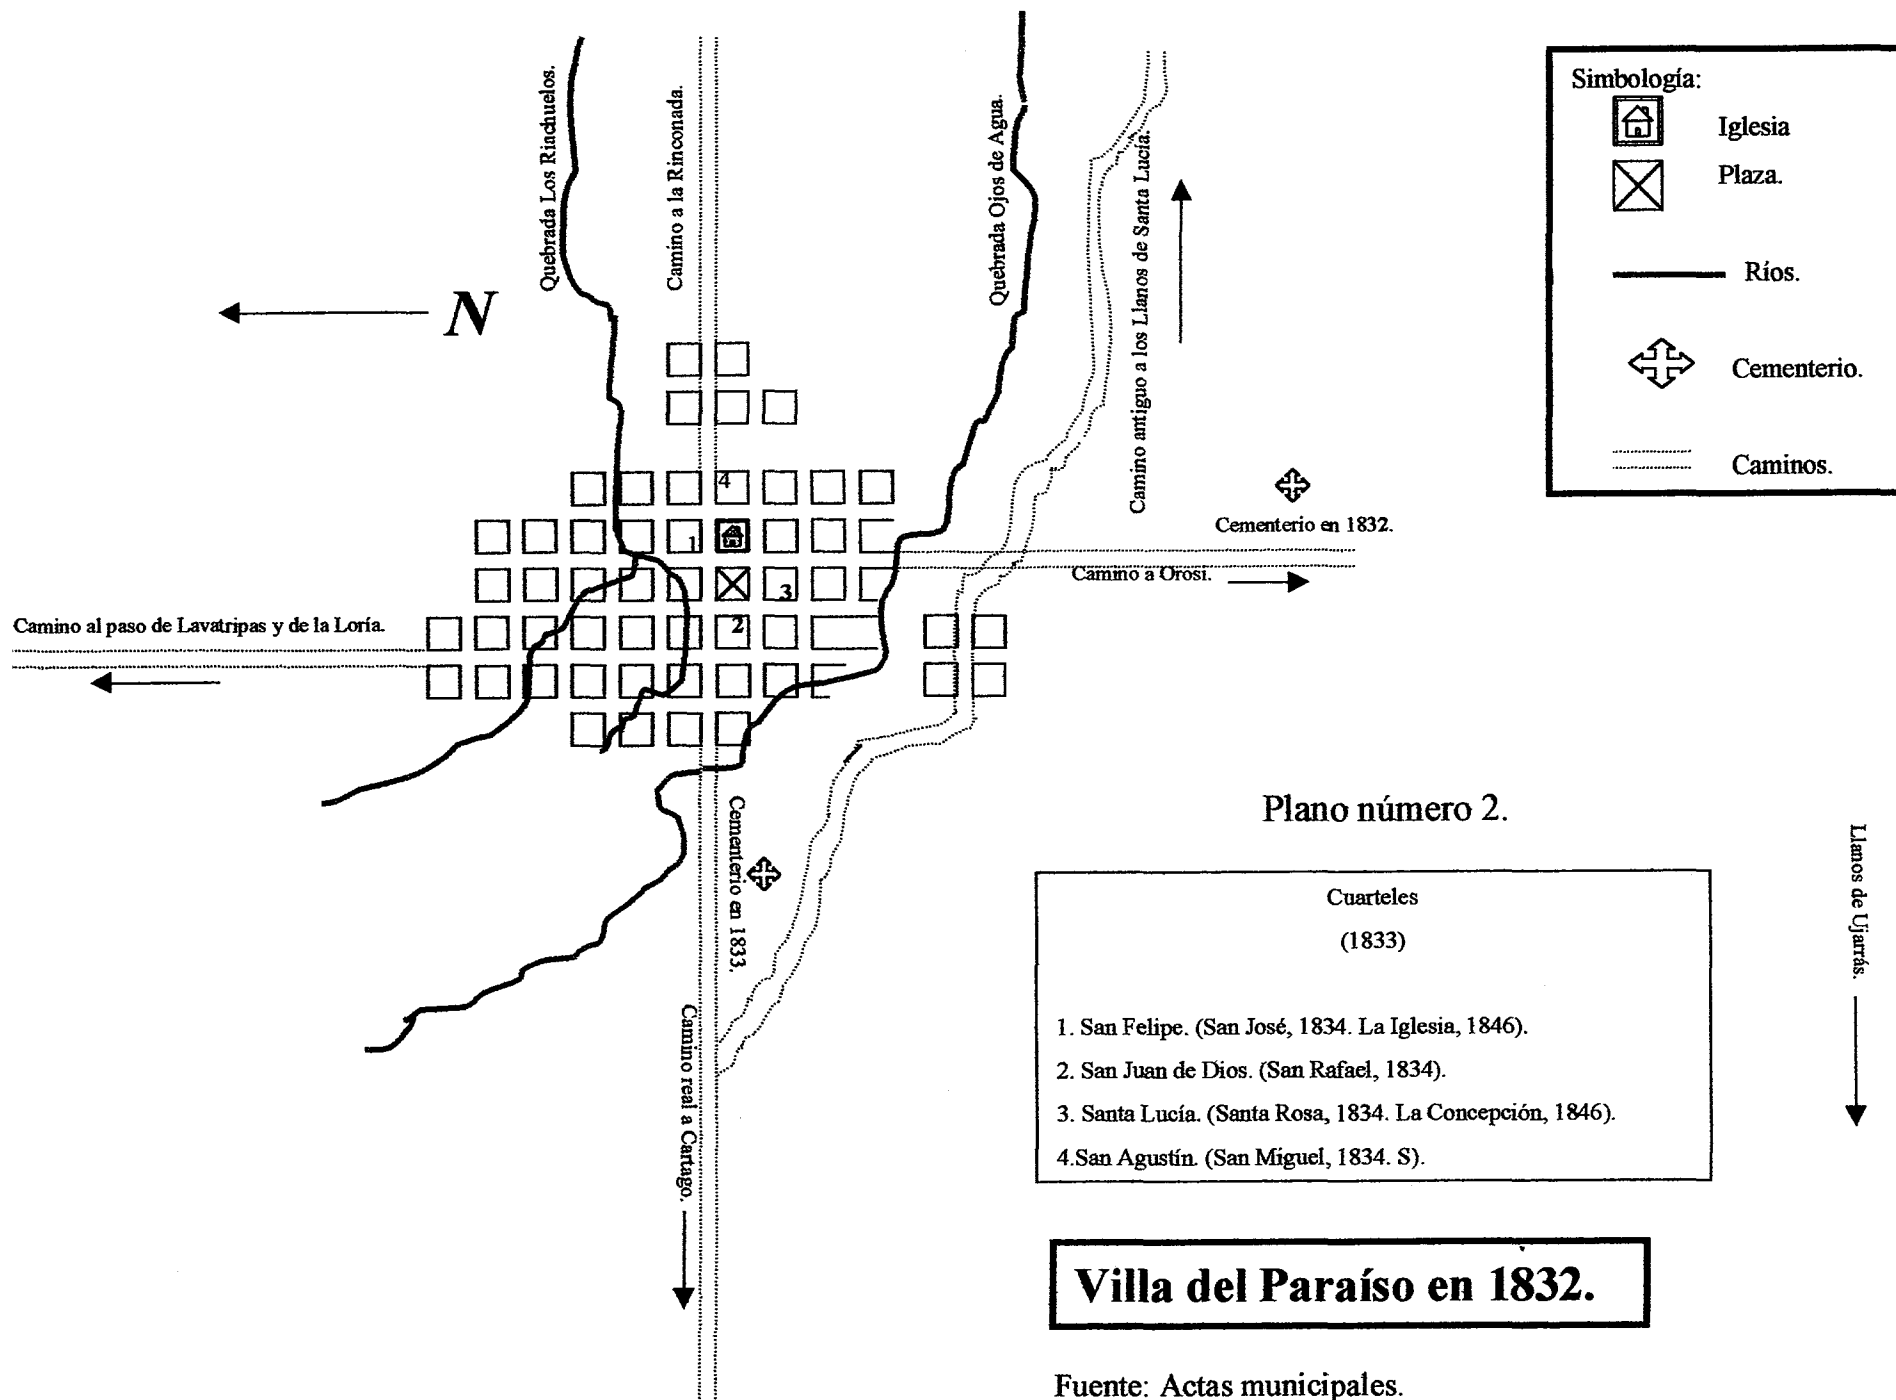 Quebrada Los Riachuelos.
Camino a la Rinconada.
Quebrada Ojos de Agua.
Camino antiguo a los Llanos de Santa Lucía.
N
Simbología:
Iglesia
Plaza.
Ríos.
Cementerio.
Caminos.
4
1
3
2
Cementerio en 1832.
Camino a Orosi.
Camino al paso de Lavatripas y de la Loría.
Cementerio en 1833.
Camino real a Cartago.
Llanos de Ujarrás.
Plano número 2.
Cuarteles
(1833)
1. San Felipe. (San José, 1834. La Iglesia, 1846).
2. San Juan de Dios. (San Rafael, 1834).
3. Santa Lucía. (Santa Rosa, 1834. La Concepción, 1846).
4.San Agustín. (San Miguel, 1834. S).
Villa del Paraíso en 1832.
Fuente: Actas municipales.